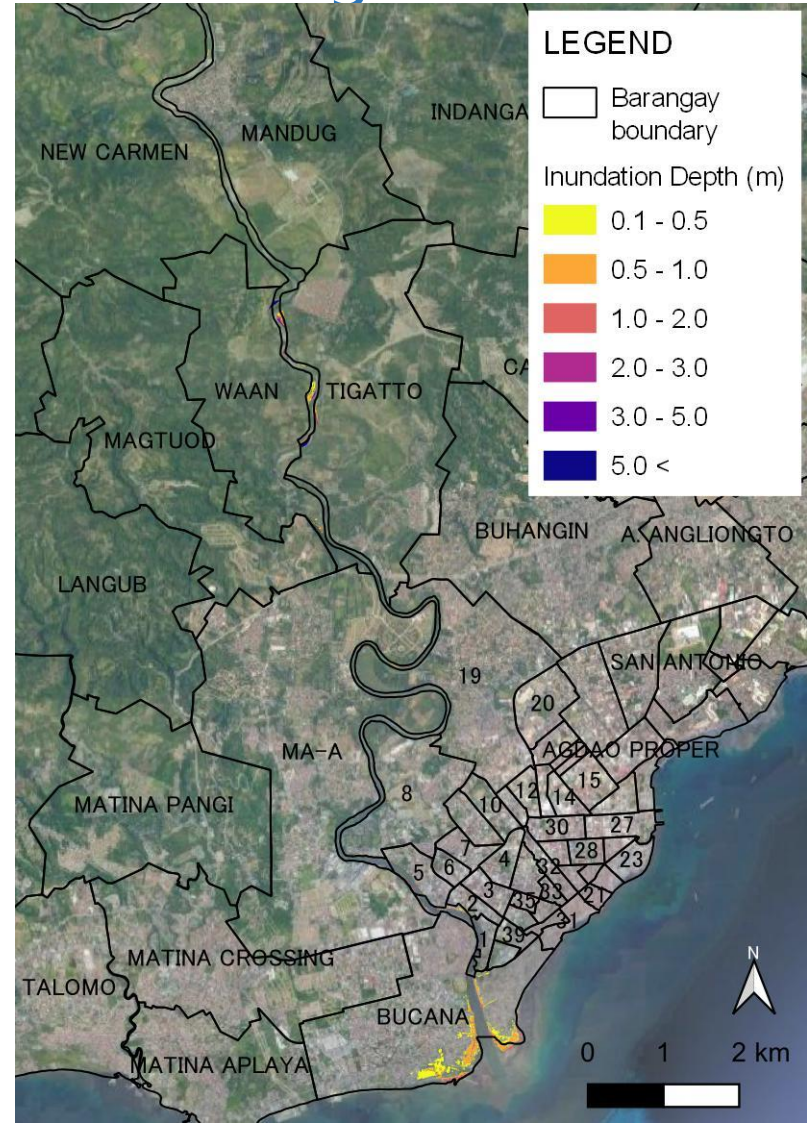 LEGEND
Barangay
boundary
Inundation Depth (m)
0.1 - 0.5
0.5 - 1.0
1.0 - 2.0
2.0 - 3.0
3.0 - 5.0
5.0 <
INDANGA
MANDUG
NEW CARMEN
CA
WAAN
TIGATTO
MAGTUOD
BUHANGIN
A. ANGLIONGTO
LANGUB
SAN ANTONIO
19
20
MA-A
AGDAO PROPER
15
8
12
14
MATINA PANGI
10
30
27
7
28
4
32
23
5
6
3
33
21
2
35
31
1
39
MATINA CROSSING
TALOMO
BUCANA
MATINA APLAYA
N
0 1 2 km